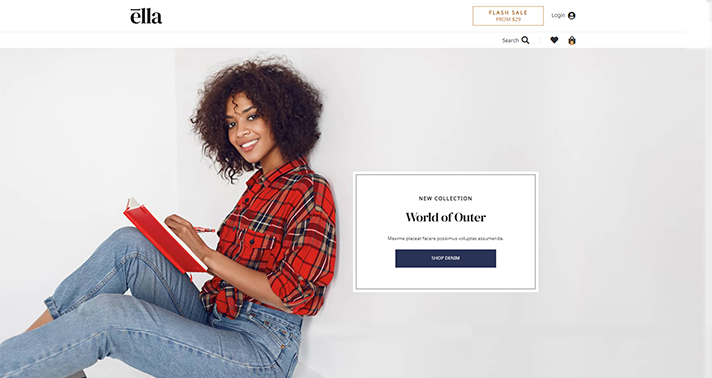 ella
FLASH SALE
FROM $29
Login
Search
NEW COLLECTION
World of Outer
Maxime placeat facere possimus voluptas assumenda.
SHOP DENIM